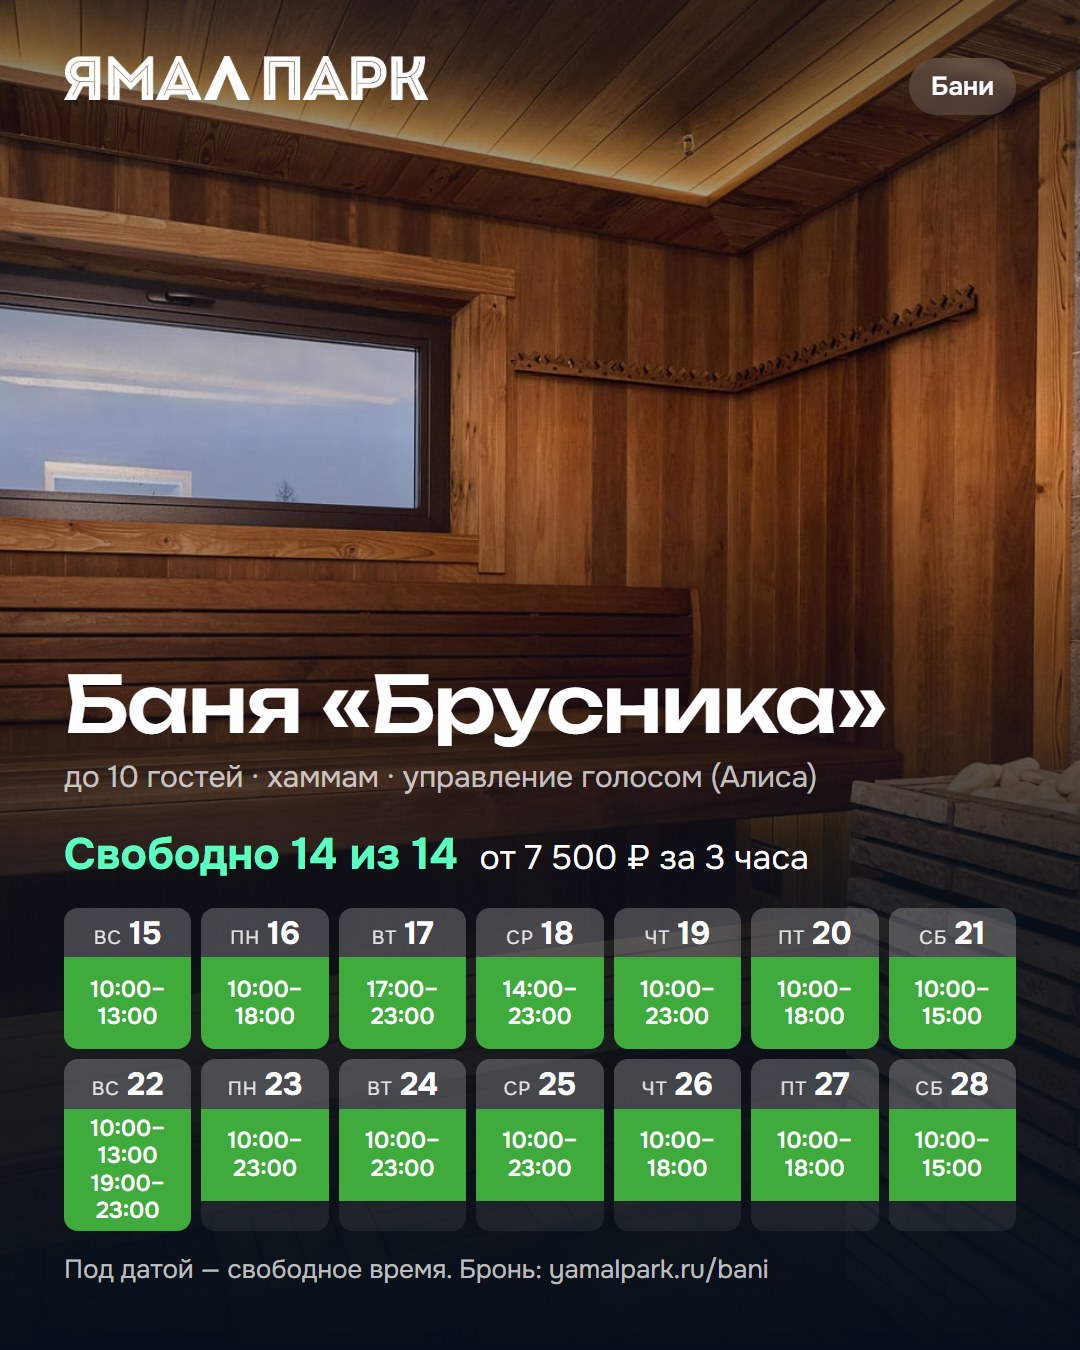 ЯМАЛ ПАРК
Бани
Баня «Брусника»
до 10 гостей · хаммам · управление голосом (Алиса)
Свободно 14 из 14 от 7 500 ₽ за 3 часа
ВС 15 ПН 16 ВТ 17 СР 18 ЧТ 19 ПТ 20 СБ 21
10:00– 10:00– 17:00– 14:00– 10:00– 10:00– 10:00–
13:00 18:00 23:00 23:00 23:00 18:00 15:00
ВС 22 ПН 23 ВТ 24 СР 25 ЧТ 26 ПТ 27 СБ 28
10:00–
13:00
19:00–
23:00
10:00– 10:00– 10:00– 10:00– 10:00– 10:00–
23:00 23:00 23:00 18:00 18:00 15:00
Под датой — свободное время. Бронь: yamalpark.ru/bani